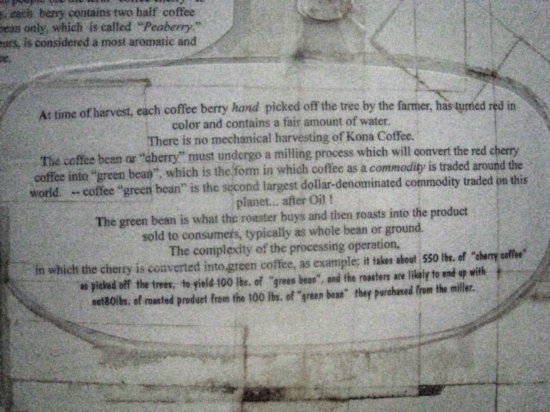 each berry contains two half coffee
bean only, which is called "Peaberry."
is considered a most aromatic and
At time of harvest, each coffee berry hand picked off the tree by the farmer, has turned red in
color and contains a fair amount of water.
There is no mechanical harvesting of Kona Coffee.
The coffee bean or "cherry" must undergo a milling process which will convert the red cherry
coffee into "green bean", which is the form in which coffee as a commodity is traded around the
world. -- coffee "green bean" is the second largest dollar-denominated commodity traded on this
planet... after Oil !
The green bean is what the roaster buys and then roasts into the product
sold to consumers, typically as whole bean or ground.
The complexity of the processing operation,
in which the cherry is converted into green coffee, as example; it takes about 550 lbs. of "cherry coffee"
as picked off the trees, to yield 100 lbs. of "green bean", and the roasters are likely to end up with
80lbs. of roasted product from the 100 lbs. of "green bean" they purchased from the miller.